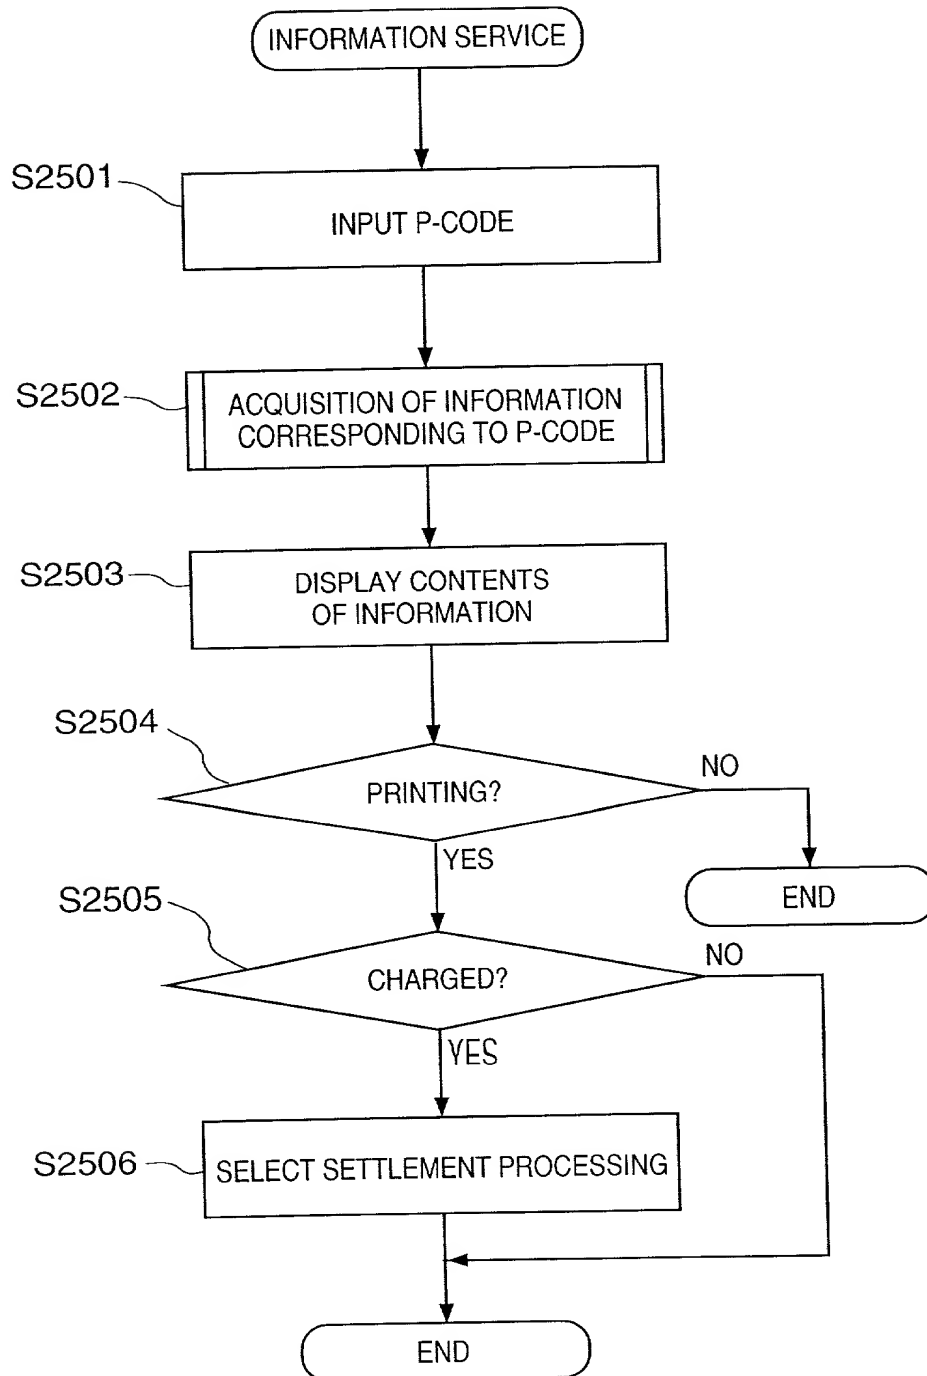 INFORMATION SERVICE
S2501
INPUT P-CODE
S2502
ACQUISITION OF INFORMATION
CORRESPONDING TO P-CODE
S2503
DISPLAY CONTENTS
OF INFORMATION
S2504
PRINTING?
NO
YES
END
S2505
CHARGED?
NO
YES
S2506
SELECT SETTLEMENT PROCESSING
END